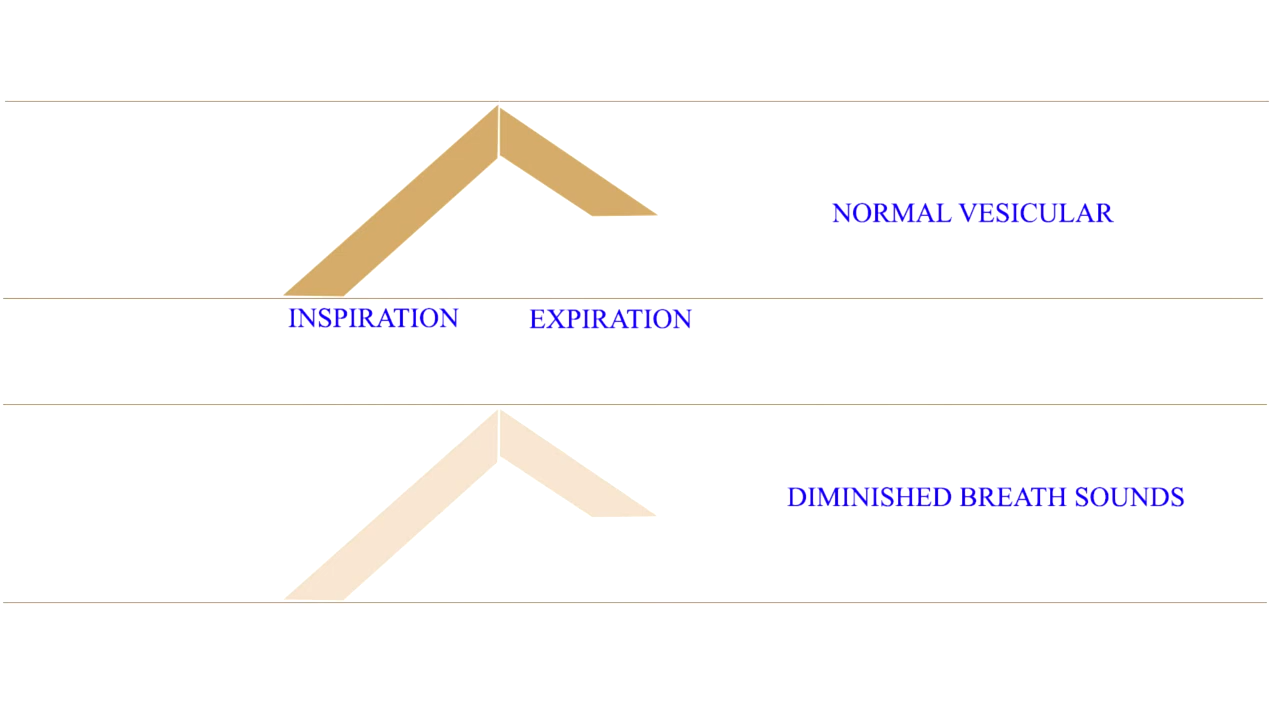 NORMAL VESICULAR
INSPIRATION
EXPIRATION
DIMINISHED BREATH SOUNDS